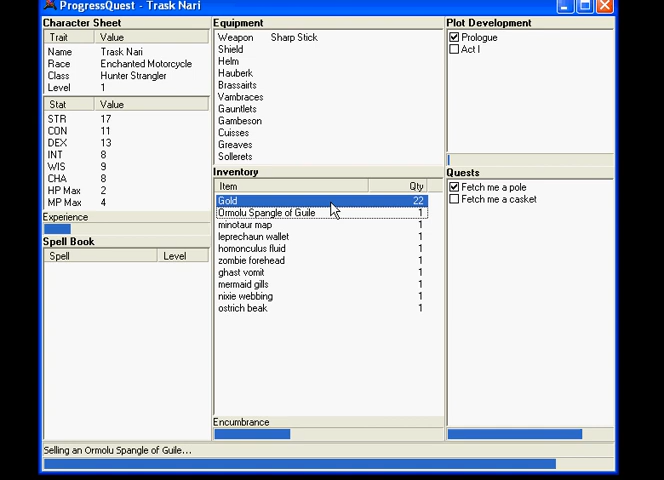 ProgressQuest - Trask Nari
Character Sheet
Trait Value
Name Trask Nari
Race Enchanted Motorcycle
Class Hunter Strangler
Level 1
Stat Value
STR 17
CON 11
DEX 13
INT 8
WIS 9
CHA 8
HP Max 2
MP Max 4
Experience
Spell Book
Spell Level
Equipment
Weapon Sharp Stick
Shield
Helm
Hauberk
Brassairts
Vambraces
Gauntlets
Gambeson
Cuisses
Greaves
Sollerets
Inventory
Item Qty
Gold 22
Ormolu Spangle of Guile 1
minotaur map 1
leprechaun wallet 1
homonculus fluid 1
zombie forehead 1
ghast vomit 1
mermaid gills 1
nixie webbing 1
ostrich beak 1
Encumbrance
Plot Development
Prologue
Act I
Quests
Fetch me a pole
Fetch me a casket
Selling an Ormolu Spangle of Guile...